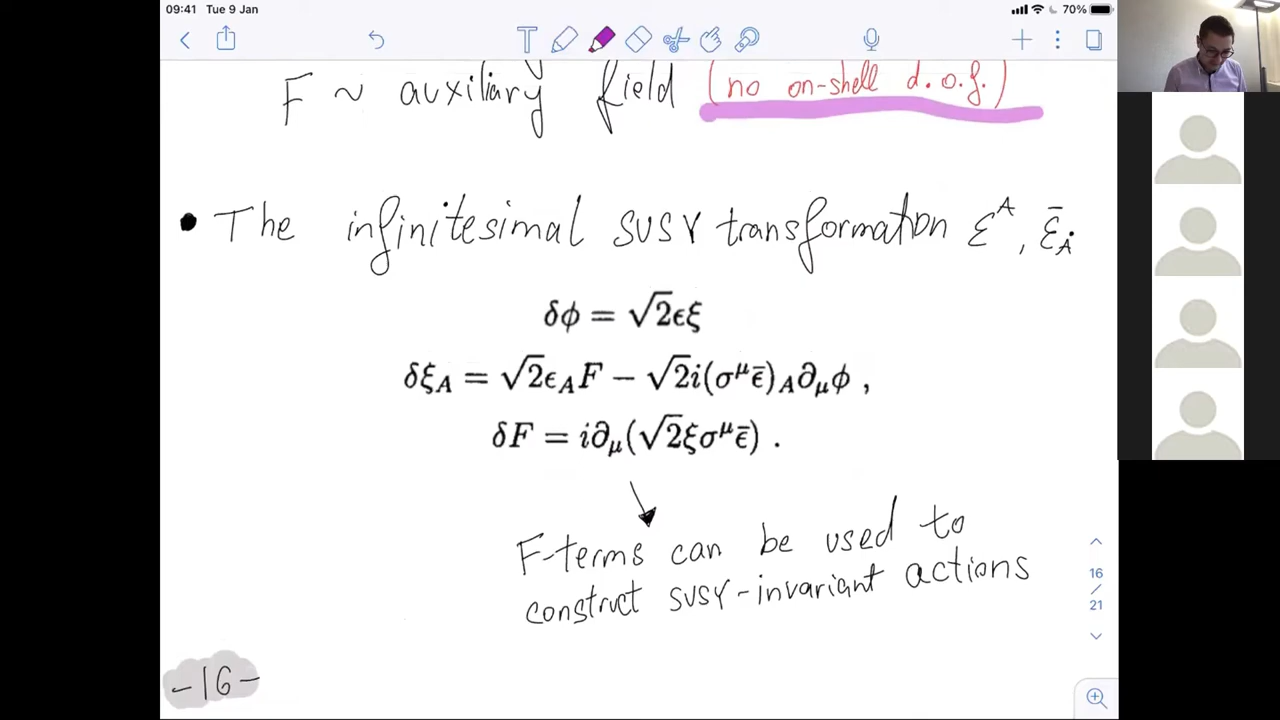 09:41 Tue 9 Jan
70%
F ~ auxiliary field (no on-shell d.o.f.)
• The infinitesimal SUSY transformation ε^A, ε̄_Ȧ
δφ = √2εξ
δξ_A = √2ε_A F − √2i(σ^μ ε̄)_A ∂_μ φ ,
δF = i∂_μ(√2ξσ^μ ε̄) .
F-terms can be used to
construct SUSY-invariant actions
16
/
21
-16-